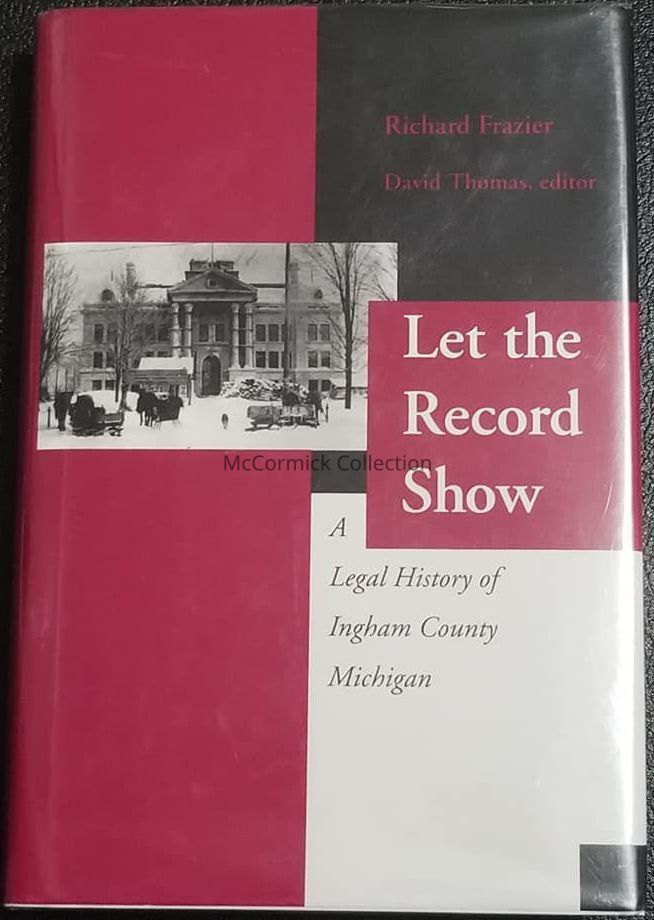 Richard Frazier
David Thomas, editor
Let the
Record
Show
McCormick Collection
A
Legal History of
Ingham County
Michigan